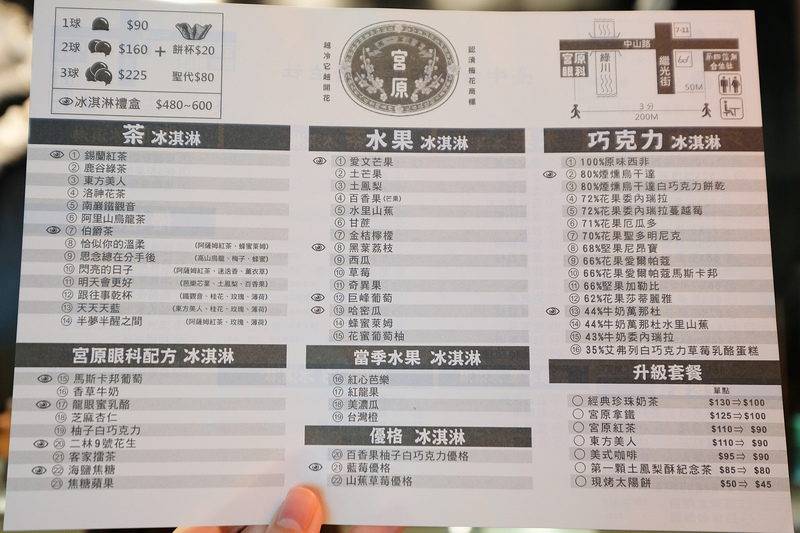 1球 $90
2球 $160 + 餅杯$20
3球 $225 聖代$80
冰淇淋禮盒 $480~600
越冷它越開花
宮原
認清梅花商標
7-11
中山路
宮原眼科
綠川
繼光街
6d
第四信用合作社
50M
3分
200M
茶 冰淇淋
① 錫蘭紅茶
② 鹿谷綠茶
③ 東方美人
④ 洛神花茶
⑤ 南巖鐵觀音
⑥ 阿里山烏龍茶
⑦ 伯爵茶
⑧ 恰似你的溫柔 (阿薩姆紅茶、蜂蜜萊姆)
⑨ 思念總在分手後 (高山烏龍、梅子、蜂蜜)
⑩ 閃亮的日子 (阿薩姆紅茶、迷迭香、薰衣草)
⑪ 明天會更好 (芭樂芯葉、土鳳梨、百香果)
⑫ 跟往事乾杯 (鐵觀音、桂花、玫瑰、薄荷)
⑬ 天天天藍 (東方美人、桂花、玫瑰、薄荷)
⑭ 半夢半醒之間 (阿薩姆紅茶、玫瑰、薄荷)
宮原眼科配方 冰淇淋
⑮ 馬斯卡邦葡萄
⑯ 香草牛奶
⑰ 龍眼蜜乳酪
⑱ 芝麻杏仁
⑲ 柚子白巧克力
⑳ 二林9號花生
㉑ 客家擂茶
㉒ 海鹽焦糖
㉓ 焦糖蘋果
水果 冰淇淋
① 愛文芒果
② 土芒果
③ 土鳳梨
④ 百香果(芒果)
⑤ 水里山蕉
⑥ 甘蔗
⑦ 金桔檸檬
⑧ 黑葉荔枝
⑨ 西瓜
⑩ 草莓
⑪ 奇異果
⑫ 巨峰葡萄
⑬ 哈密瓜
⑭ 蜂蜜萊姆
⑮ 花蜜葡萄柚
當季水果 冰淇淋
⑯ 紅心芭樂
⑰ 紅龍果
⑱ 美濃瓜
⑲ 台灣橙
優格 冰淇淋
⑳ 百香果柚子白巧克力優格
㉑ 藍莓優格
㉒ 山蕉草莓優格
巧克力 冰淇淋
① 100%原味西非
② 80%煙燻烏干達
③ 80%煙燻烏干達白巧克力餅乾
④ 72%花果委內瑞拉
⑤ 72%花果委內瑞拉蔓越莓
⑥ 71%花果厄瓜多
⑦ 70%花果聖多明尼克
⑧ 68%堅果尼昂寶
⑨ 66%花果愛爾帕蔻
⑩ 66%花果愛爾帕蔻馬斯卡邦
⑪ 66%堅果加勒比
⑫ 62%花果莎蒂麗雅
⑬ 44%牛奶萬那杜
⑭ 44%牛奶萬那杜水里山蕉
⑮ 43%牛奶委內瑞拉
⑯ 35%艾弗列白巧克力草莓乳酪蛋糕
升級套餐
單點
經典珍珠奶茶 $130⇨$100
宮原拿鐵 $125⇨$100
宮原紅茶 $110⇨ $90
東方美人 $110⇨ $90
美式咖啡 $95⇨ $90
第一顆土鳳梨酥紀念茶 $85⇨ $80
現烤太陽餅 $50⇨ $45